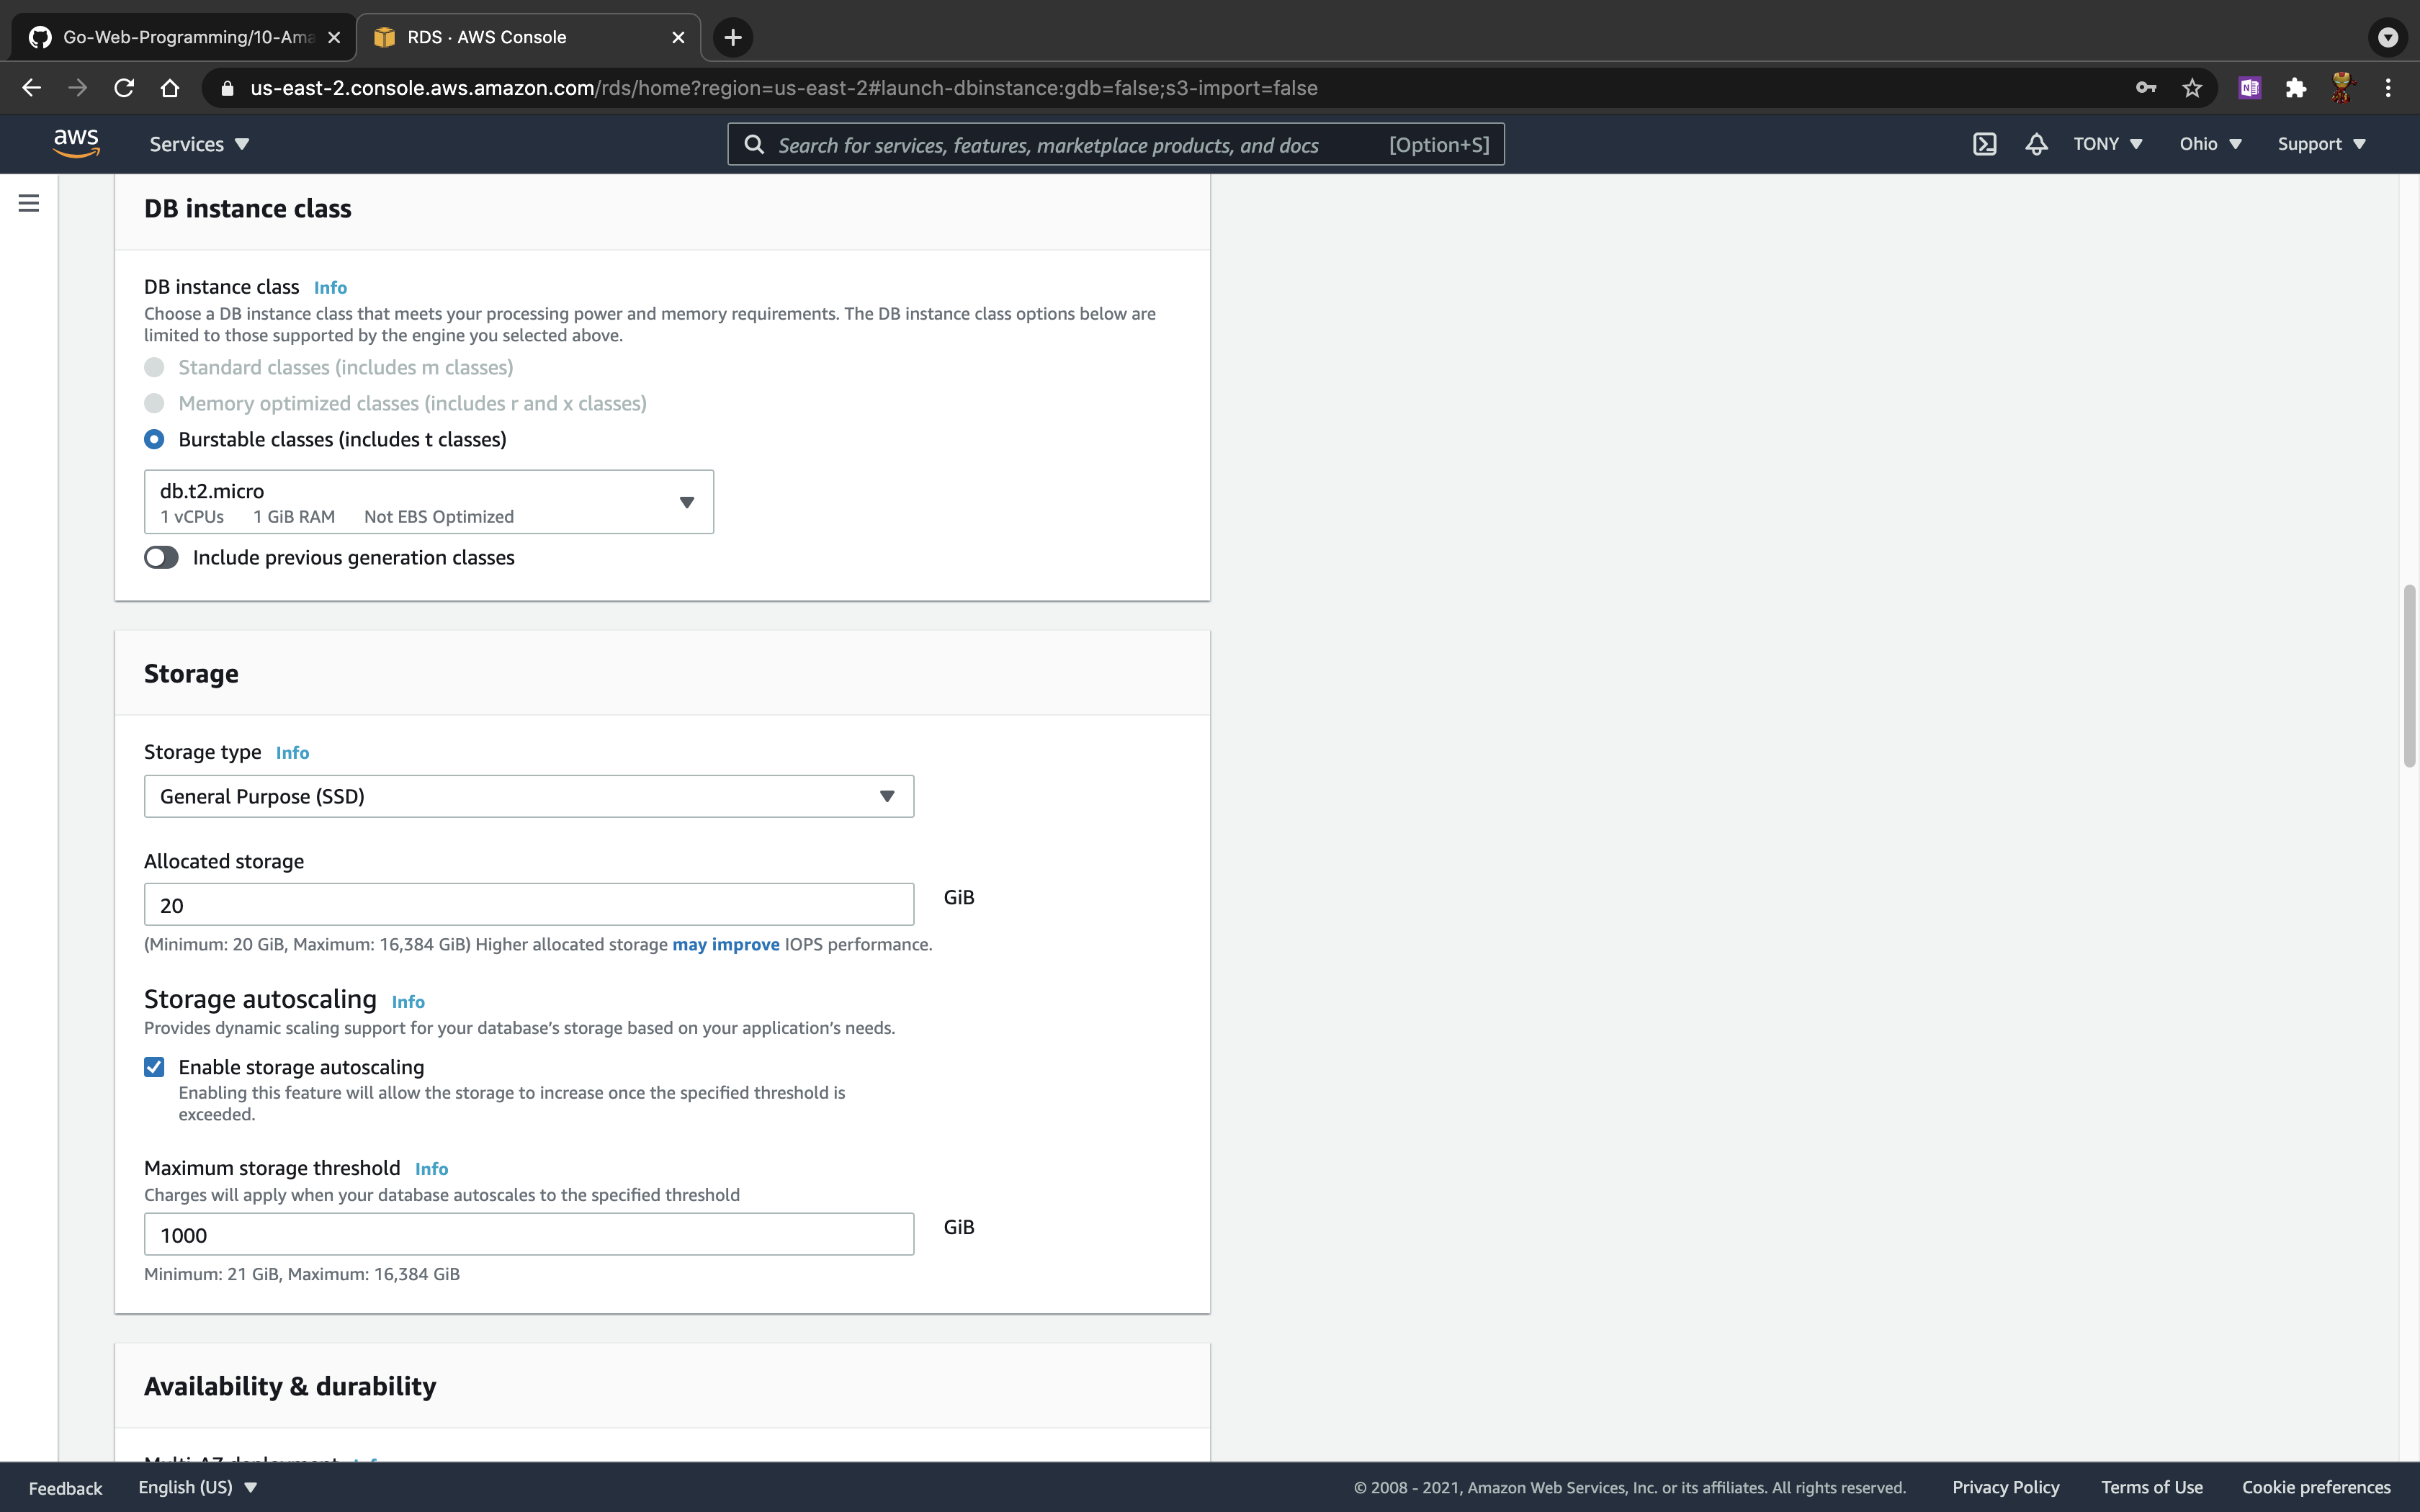 Go-Web-Programming/10-Ama
RDS · AWS Console
us-east-2.console.aws.amazon.com/rds/home?region=us-east-2#launch-dbinstance:gdb=false;s3-import=false
aws
Services
Search for services, features, marketplace products, and docs
[Option+S]
TONY
Ohio
Support
DB instance class
DB instance class Info
Choose a DB instance class that meets your processing power and memory requirements. The DB instance class options below are
limited to those supported by the engine you selected above.
Standard classes (includes m classes)
Memory optimized classes (includes r and x classes)
Burstable classes (includes t classes)
db.t2.micro
1 vCPUs 1 GiB RAM Not EBS Optimized
Include previous generation classes
Storage
Storage type Info
General Purpose (SSD)
Allocated storage
20
GiB
(Minimum: 20 GiB, Maximum: 16,384 GiB) Higher allocated storage may improve IOPS performance.
Storage autoscaling Info
Provides dynamic scaling support for your database's storage based on your application's needs.
Enable storage autoscaling
Enabling this feature will allow the storage to increase once the specified threshold is
exceeded.
Maximum storage threshold Info
Charges will apply when your database autoscales to the specified threshold
1000
GiB
Minimum: 21 GiB, Maximum: 16,384 GiB
Availability & durability
Multi-AZ deployment Info
Feedback
English (US)
© 2008 - 2021, Amazon Web Services, Inc. or its affiliates. All rights reserved.
Privacy Policy
Terms of Use
Cookie preferences